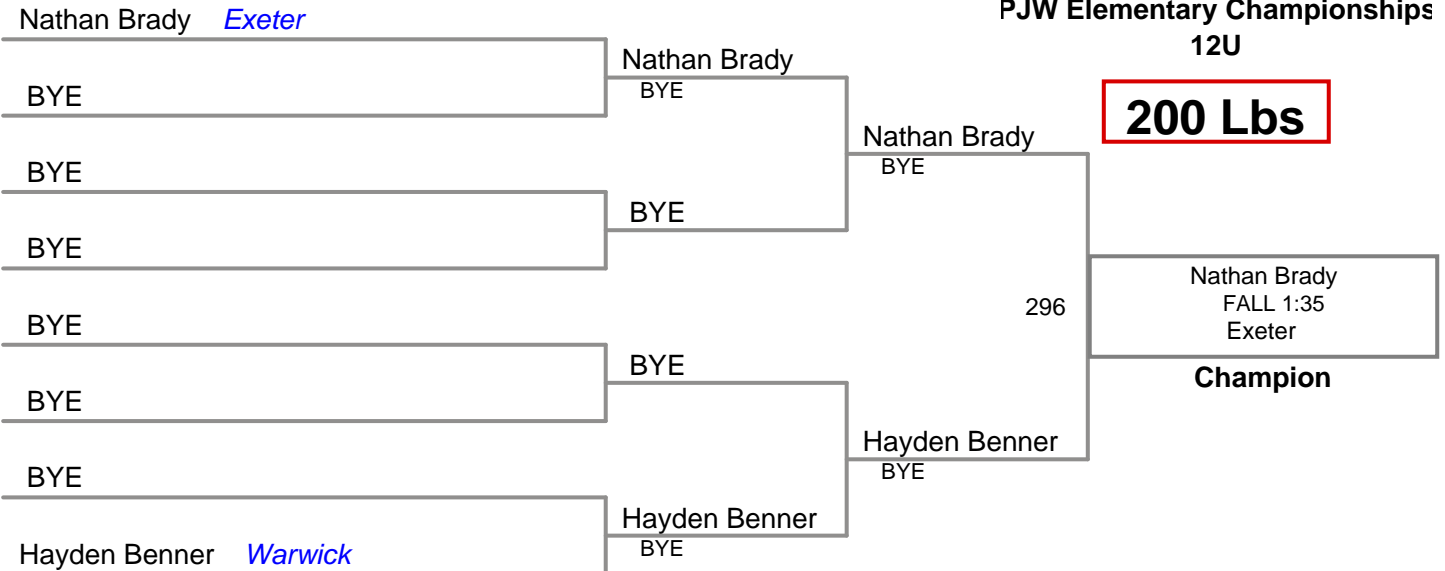 PJW Elementary Championships
12U
200 Lbs
Nathan Brady Exeter
BYE
BYE
BYE
BYE
BYE
BYE
Hayden Benner Warwick
Nathan Brady
BYE
BYE
BYE
Hayden Benner
BYE
Nathan Brady
BYE
Hayden Benner
BYE
296
Nathan Brady
FALL 1:35
Exeter
Champion